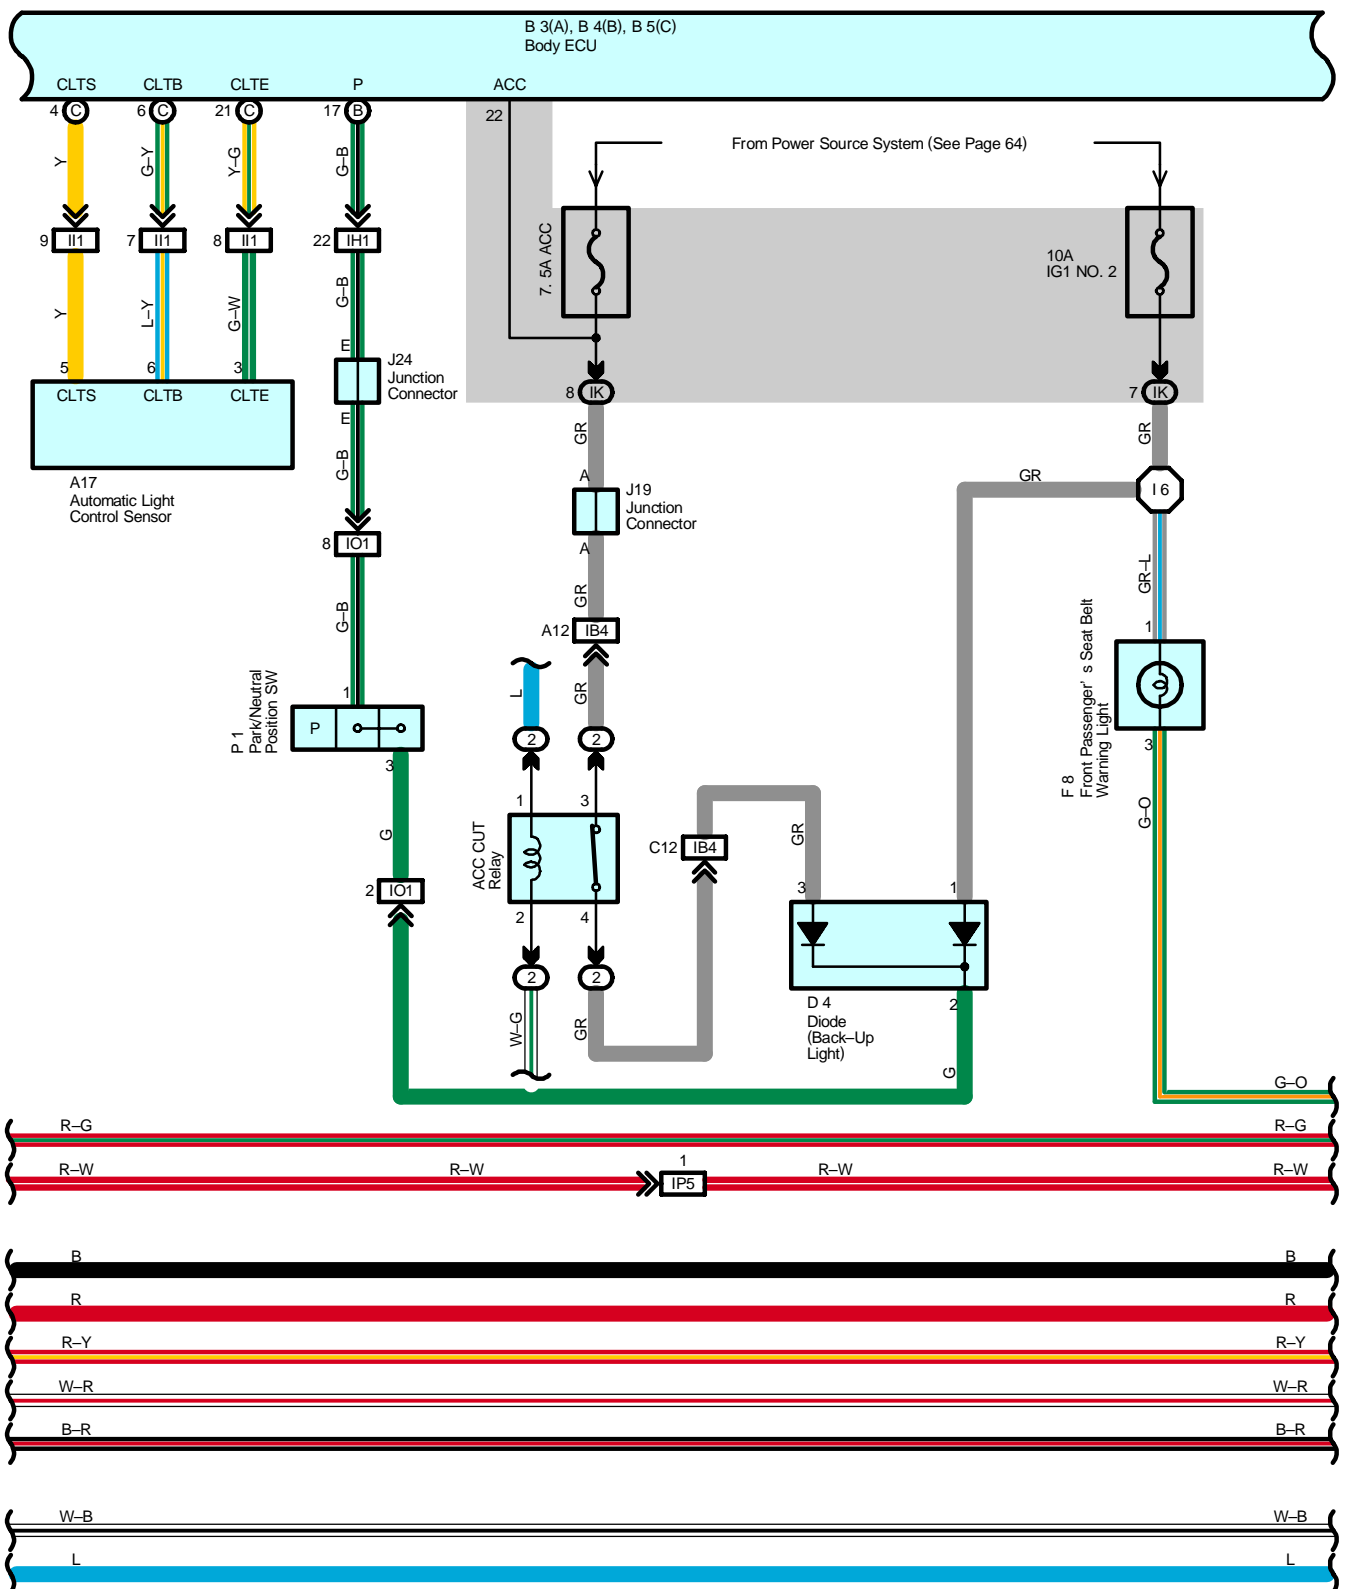 B 3(A), B 4(B), B 5(C)
Body ECU
CLTS
CLTB
CLTE
P
ACC
4
C
6
C
21
C
17
B
22
From Power Source System (See Page 64)
Y
G–Y
Y–G
G–B
7. 5A ACC
10A
IG1 NO. 2
9
II1
7
II1
8
II1
22
IH1
Y
L–Y
G–W
G–B
E
J24
Junction
Connector
E
5
6
3
CLTS
CLTB
CLTE
8
IK
7
IK
GR
GR
G–B
A17
Automatic Light
Control Sensor
A
J19
Junction
Connector
A
GR
I 6
8
IO1
GR
GR–L
G–B
A12
IB4
1
L
GR
F 8
Front Passenger' s Seat Belt
Warning Light
3
P 1
Park/Neutral
Position SW
1
P
3
2
2
G
1
3
ACC CUT
Relay
2
4
C12
IB4
GR
G–O
2
IO1
3
1
2
2
D 4
Diode
(Back–Up
Light)
2
W–G
GR
G
G–O
R–G
R–G
R–W
R–W
1
IP5
R–W
R–W
B
B
R
R
R–Y
R–Y
W–R
W–R
B–R
B–R
W–B
W–B
L
L